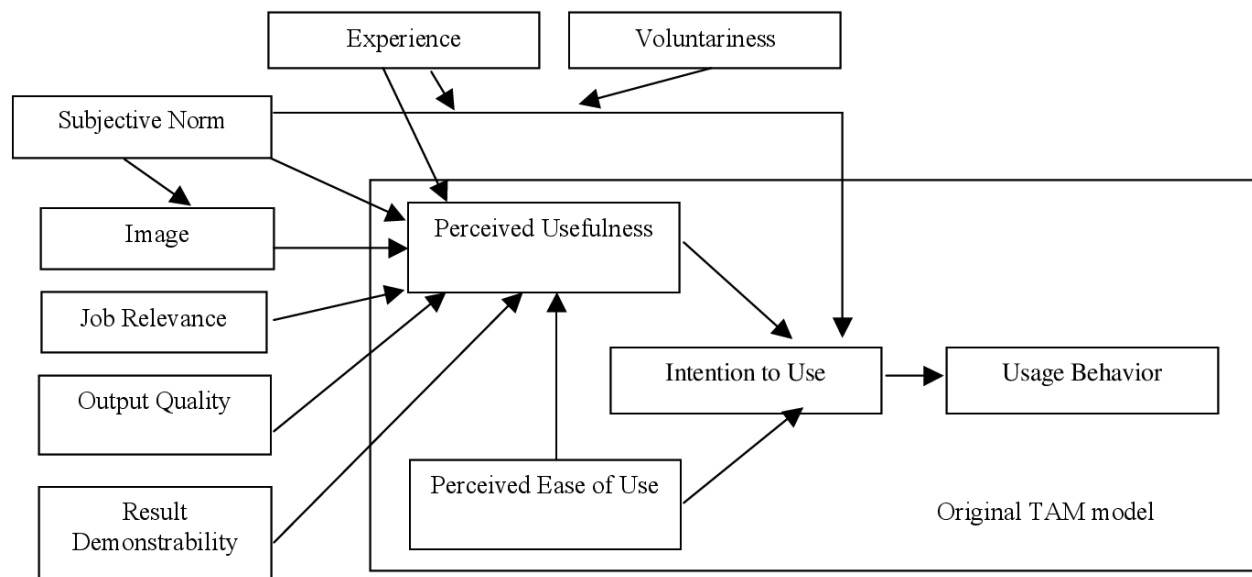 Experience
Voluntariness
Subjective Norm
Image
Perceived Usefulness
Job Relevance
Intention to Use
Usage Behavior
Output Quality
Perceived Ease of Use
Result
Demonstrability
Original TAM model